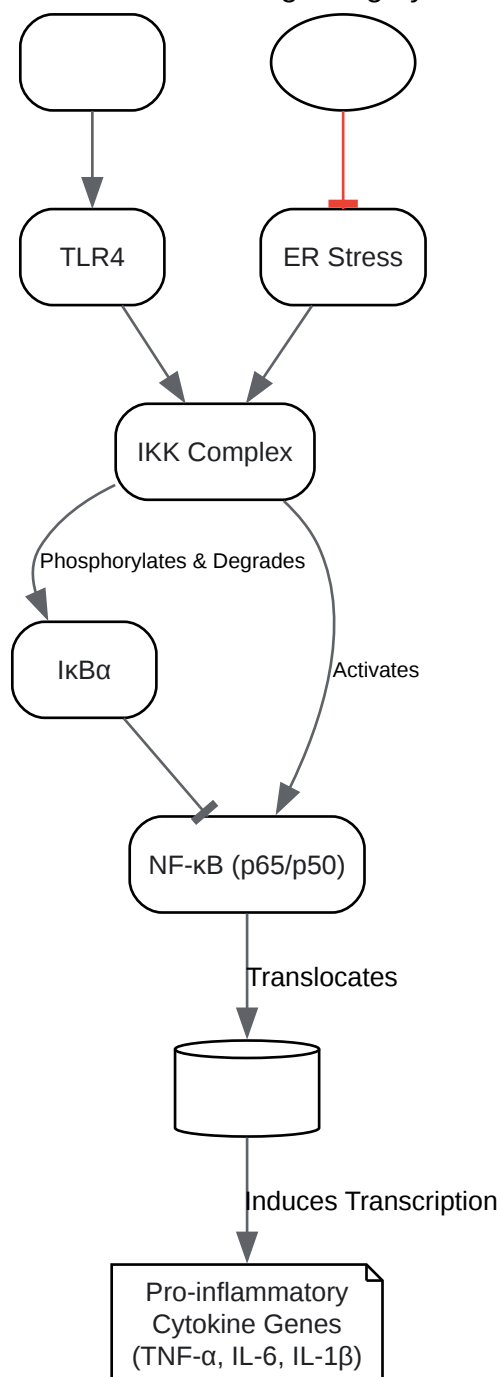 TLR4
ER Stress
IKK Complex
Phosphorylates & Degrades
IκBα
Activates
NF-κB (p65/p50)
Translocates
Induces Transcription
Pro-inflammatory
Cytokine Genes
(TNF-α, IL-6, IL-1β)